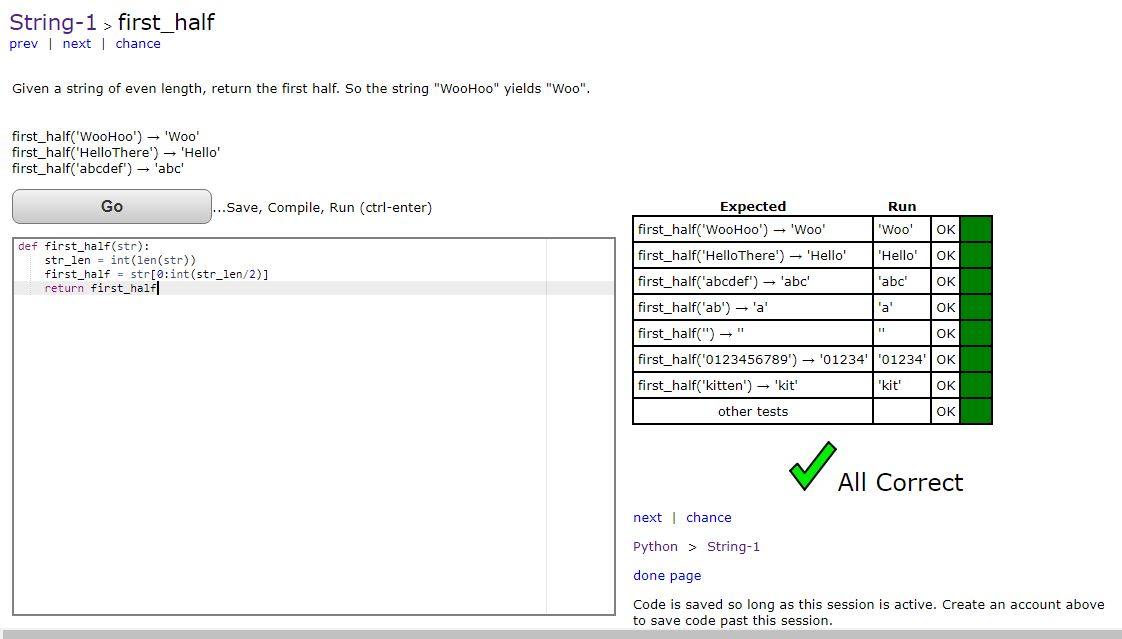 String-1 > first_half
prev | next | chance
Given a string of even length, return the first half. So the string "WooHoo" yields "Woo".
first_half('WooHoo') → 'Woo'
first_half('HelloThere') → 'Hello'
first_half('abcdef') → 'abc'
Go ...Save, Compile, Run (ctrl-enter)
def first_half(str):
    str_len = int(len(str))
    first_half = str[0:int(str_len/2)]
    return first_half
Expected Run
first_half('WooHoo') → 'Woo' 'Woo' OK
first_half('HelloThere') → 'Hello' 'Hello' OK
first_half('abcdef') → 'abc' 'abc' OK
first_half('ab') → 'a' 'a' OK
first_half('') → '' '' OK
first_half('0123456789') → '01234' '01234' OK
first_half('kitten') → 'kit' 'kit' OK
other tests OK
All Correct
next | chance
Python > String-1
done page
Code is saved so long as this session is active. Create an account above
to save code past this session.